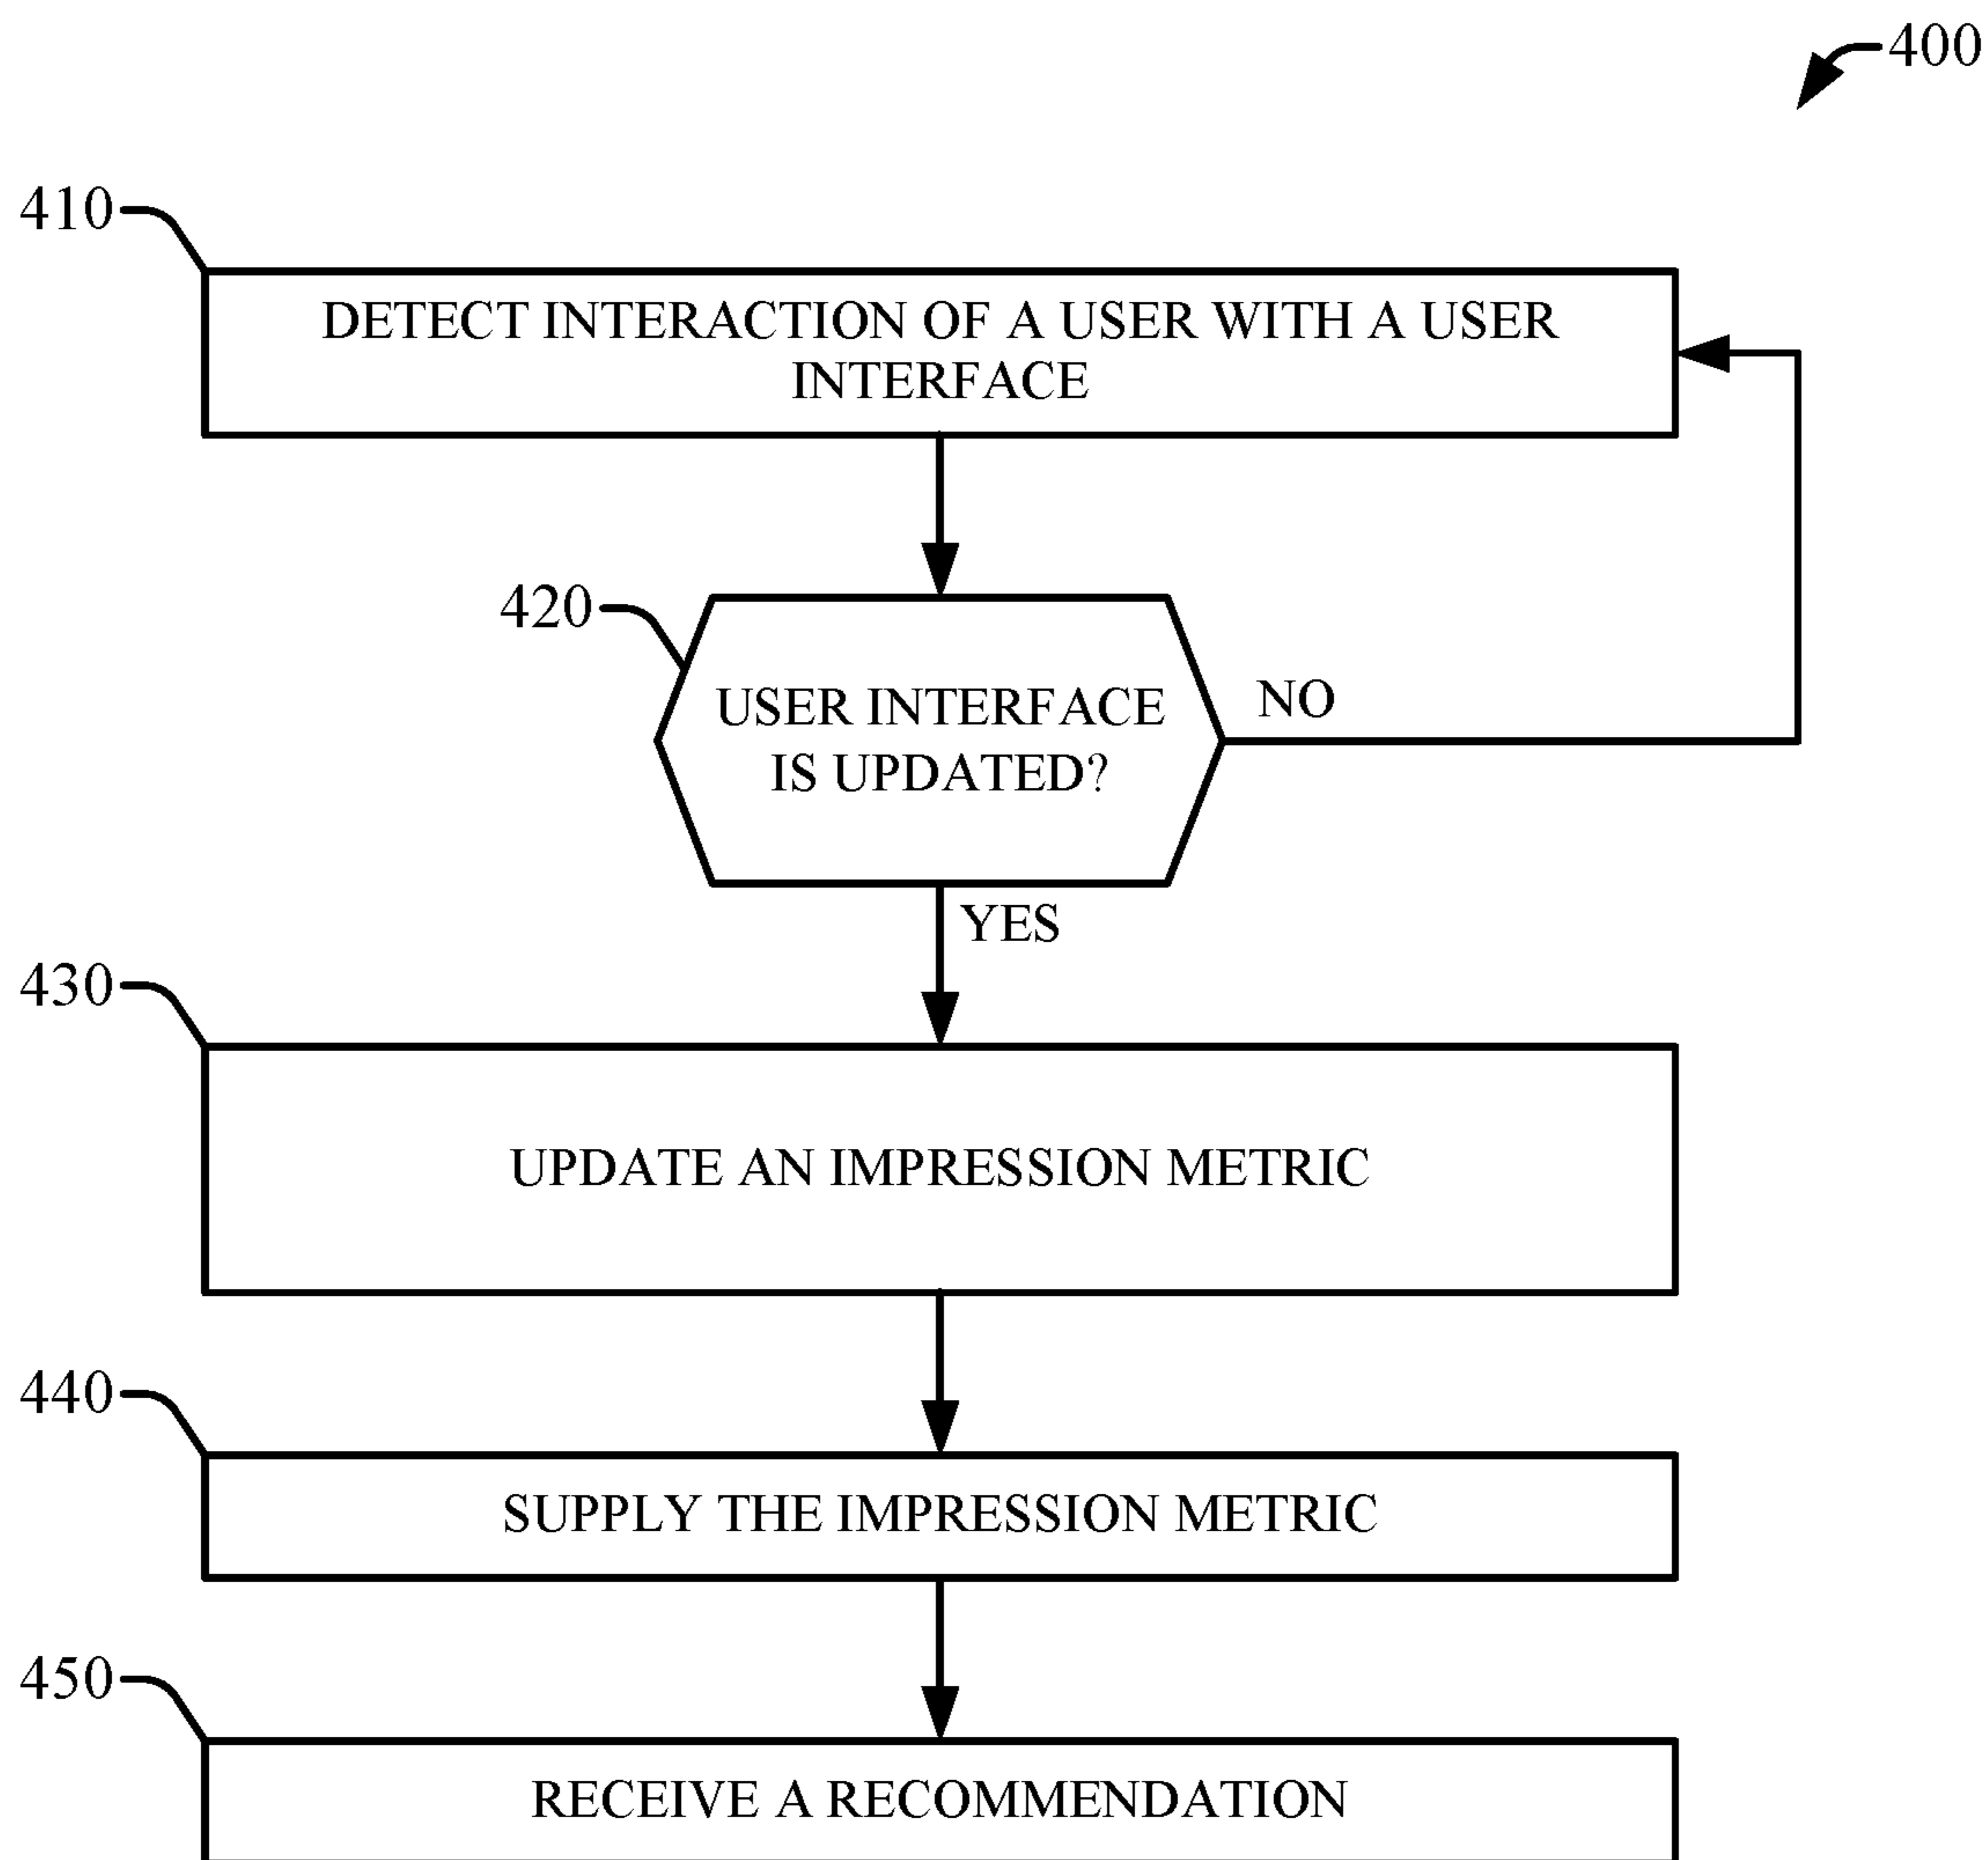 400
410
DETECT INTERACTION OF A USER WITH A USER
INTERFACE
420
USER INTERFACE
IS UPDATED?
NO
YES
430
UPDATE AN IMPRESSION METRIC
440
SUPPLY THE IMPRESSION METRIC
450
RECEIVE A RECOMMENDATION